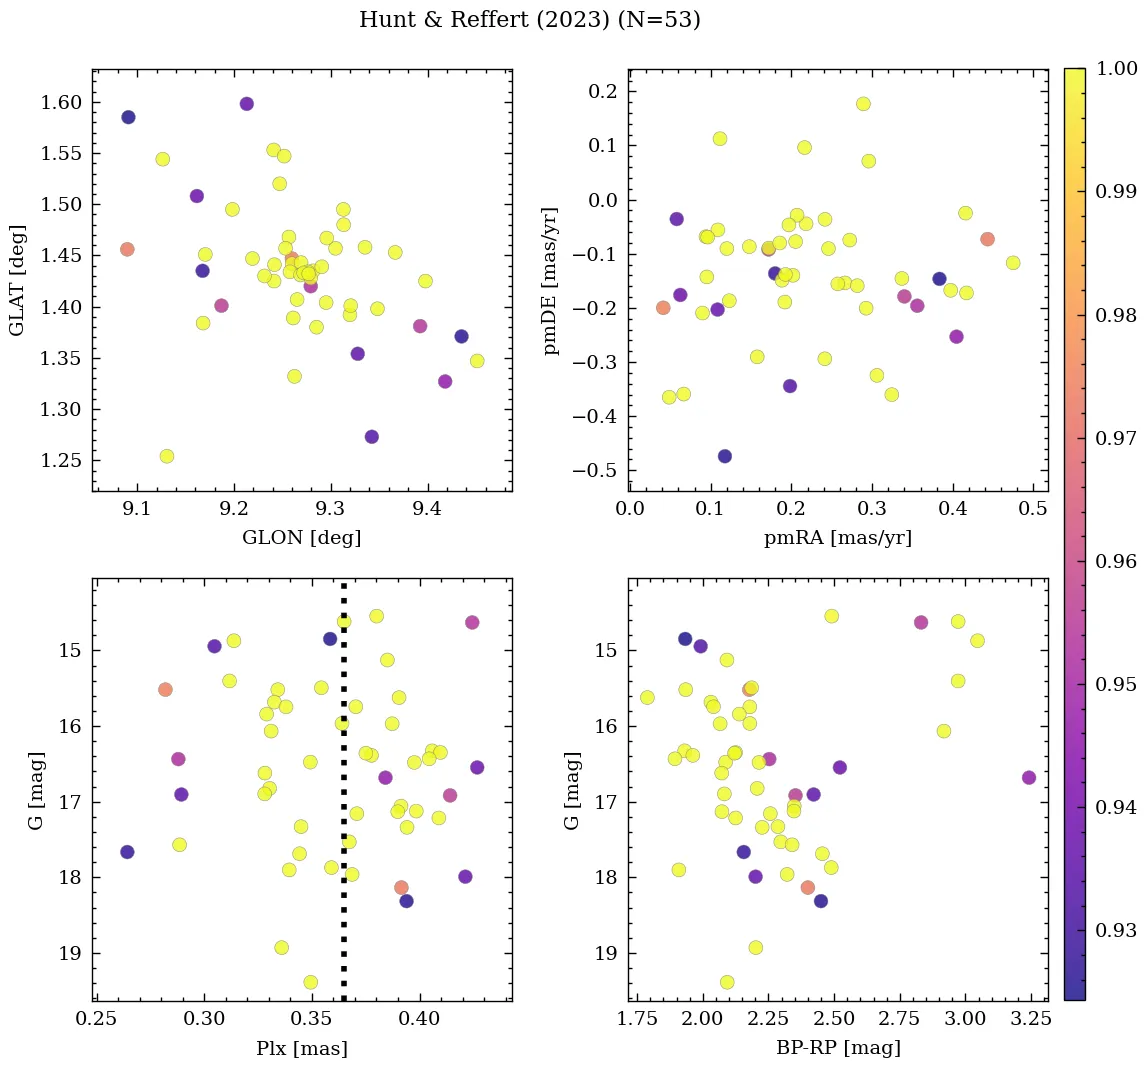 Hunt & Reffert (2023) (N=53)
1.60
1.55
1.50
1.45
1.40
1.35
1.30
1.25
GLAT [deg]
9.1 9.2 9.3 9.4
GLON [deg]
0.2
0.1
0.0
−0.1
−0.2
−0.3
−0.4
−0.5
pmDE [mas/yr]
0.0 0.1 0.2 0.3 0.4 0.5
pmRA [mas/yr]
15
16
17
18
19
G [mag]
0.25 0.30 0.35 0.40
Plx [mas]
15
16
17
18
19
G [mag]
1.75 2.00 2.25 2.50 2.75 3.00 3.25
BP-RP [mag]
1.00
0.99
0.98
0.97
0.96
0.95
0.94
0.93